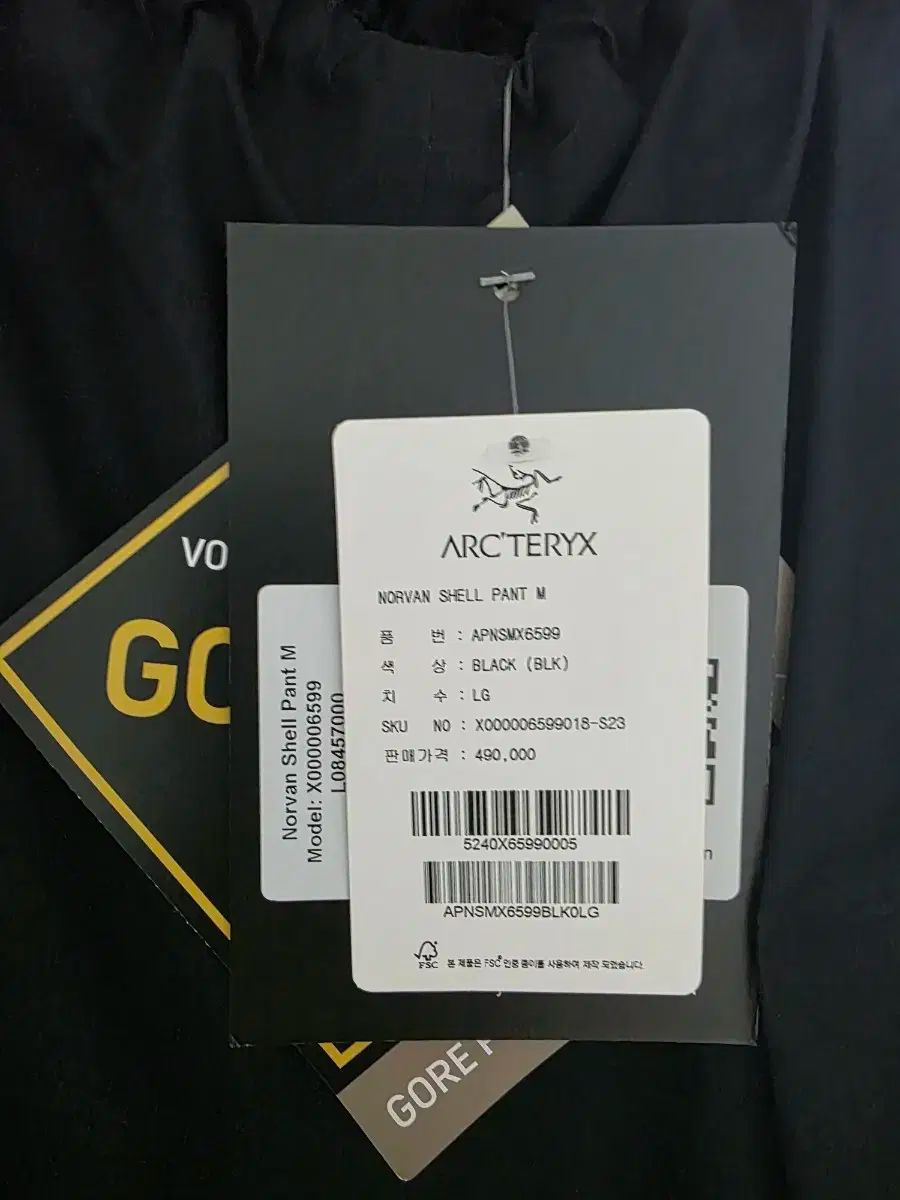 ARC'TERYX
NORVAN SHELL PANT M
품 번 : APNSMX6599
색 상 : BLACK (BLK)
치 수 : LG
SKU NO : X000006599018-S23
판매가격 : 490,000
5240X65990005
APNSMX6599BLK0LG
FSC 본 제품은 FSC® 인증 종이를 사용하여 제작 되었습니다.
Norvan Shell Pant M
Model: X000006599
L08457000
VO
GO
GORE